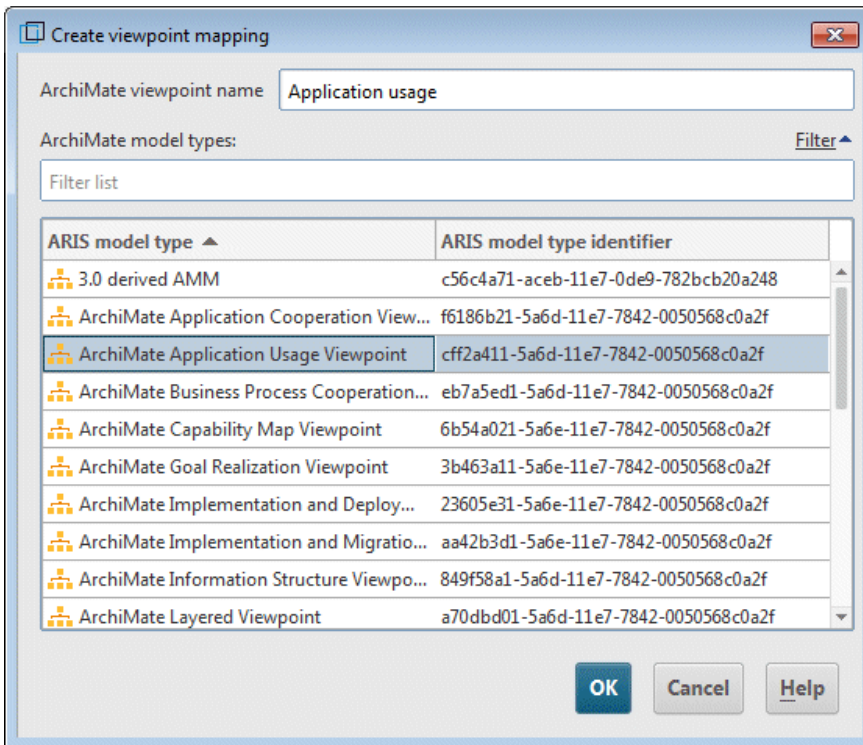 Create viewpoint mapping
ArchiMate viewpoint name Application usage
ArchiMate model types: Filter
Filter list
ARIS model type ARIS model type identifier
3.0 derived AMM c56c4a71-aceb-11e7-0de9-782bcb20a248
ArchiMate Application Cooperation View... f6186b21-5a6d-11e7-7842-0050568c0a2f
ArchiMate Application Usage Viewpoint cff2a411-5a6d-11e7-7842-0050568c0a2f
ArchiMate Business Process Cooperation... eb7a5ed1-5a6d-11e7-7842-0050568c0a2f
ArchiMate Capability Map Viewpoint 6b54a021-5a6e-11e7-7842-0050568c0a2f
ArchiMate Goal Realization Viewpoint 3b463a11-5a6e-11e7-7842-0050568c0a2f
ArchiMate Implementation and Deploy... 23605e31-5a6e-11e7-7842-0050568c0a2f
ArchiMate Implementation and Migratio... aa42b3d1-5a6e-11e7-7842-0050568c0a2f
ArchiMate Information Structure Viewpo... 849f58a1-5a6d-11e7-7842-0050568c0a2f
ArchiMate Layered Viewpoint a70dbd01-5a6d-11e7-7842-0050568c0a2f
OK Cancel Help